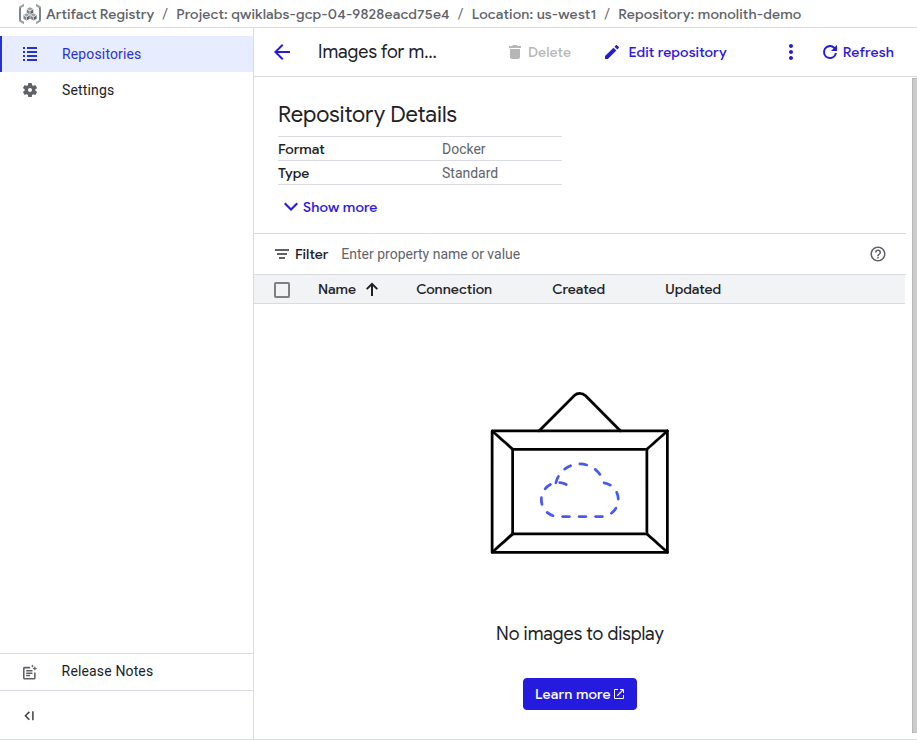 Artifact Registry / Project: qwiklabs-gcp-04-9828eacd75e4 / Location: us-west1 / Repository: monolith-demo
Repositories
Settings
Images for m...
Delete
Edit repository
Refresh
Repository Details
Format Docker
Type Standard
Show more
Filter Enter property name or value
Name Connection Created Updated
No images to display
Learn more
Release Notes